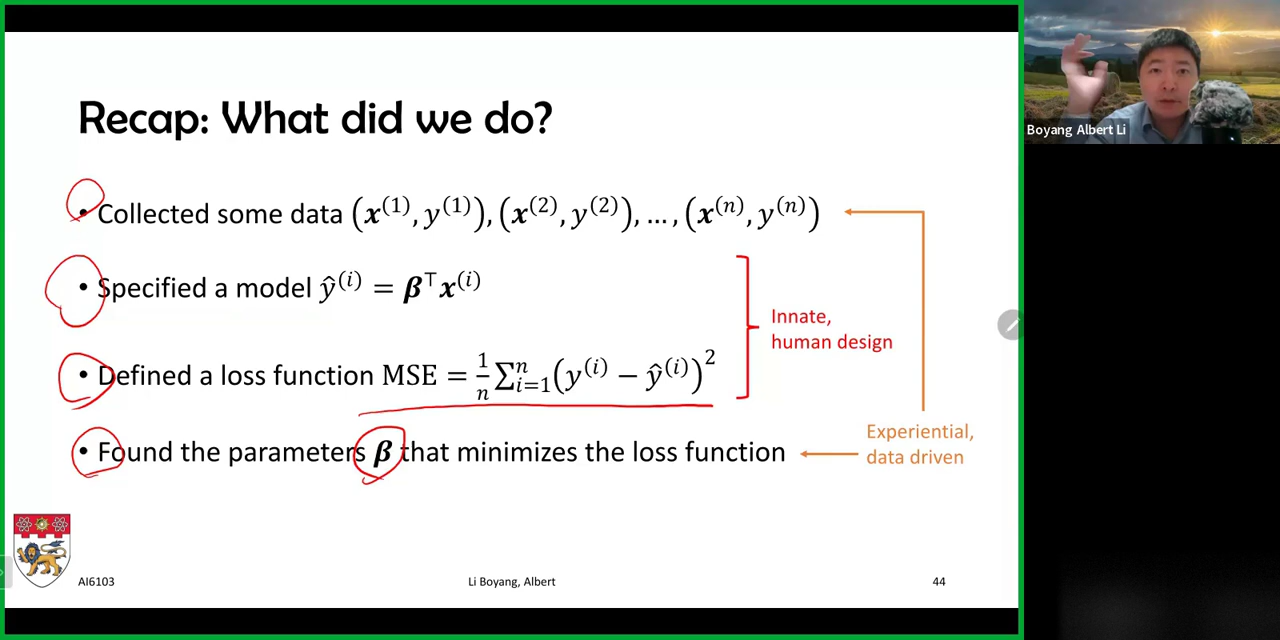 Recap: What did we do?
• Collected some data (𝒙⁽¹⁾, y⁽¹⁾), (𝒙⁽²⁾, y⁽²⁾), …, (𝒙⁽ⁿ⁾, y⁽ⁿ⁾)
• Specified a model ŷ⁽ⁱ⁾ = 𝜷ᵀ𝒙⁽ⁱ⁾
• Defined a loss function MSE = 1/n ∑ⁿᵢ₌₁(y⁽ⁱ⁾ − ŷ⁽ⁱ⁾)²
• Found the parameters 𝜷 that minimizes the loss function
Innate,
human design
Experiential,
data driven
AI6103
Li Boyang, Albert
44
Boyang Albert Li